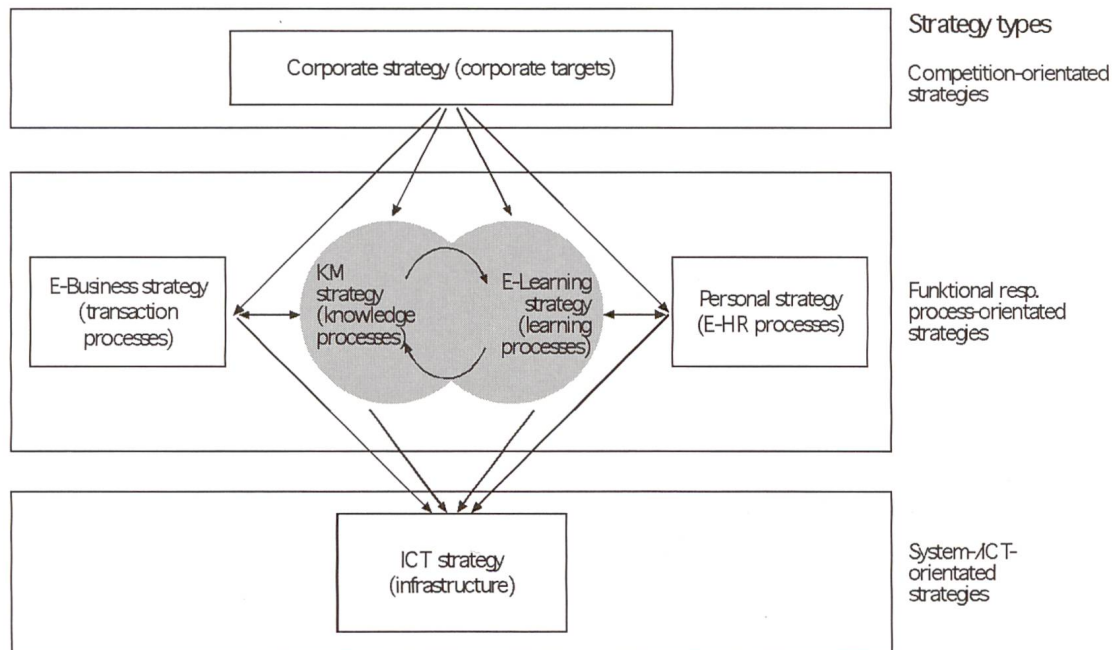 Strategy types
Corporate strategy (corporate targets)
Competition-orientated
strategies
E-Business strategy
(transaction
processes)
KM
strategy
(knowledge
processes)
E-Learning
strategy
(learning
processes)
Personal strategy
(E-HR processes)
Funktional resp.
process-orientated
strategies
ICT strategy
(infrastructure)
System-/ICT-
orientated
strategies